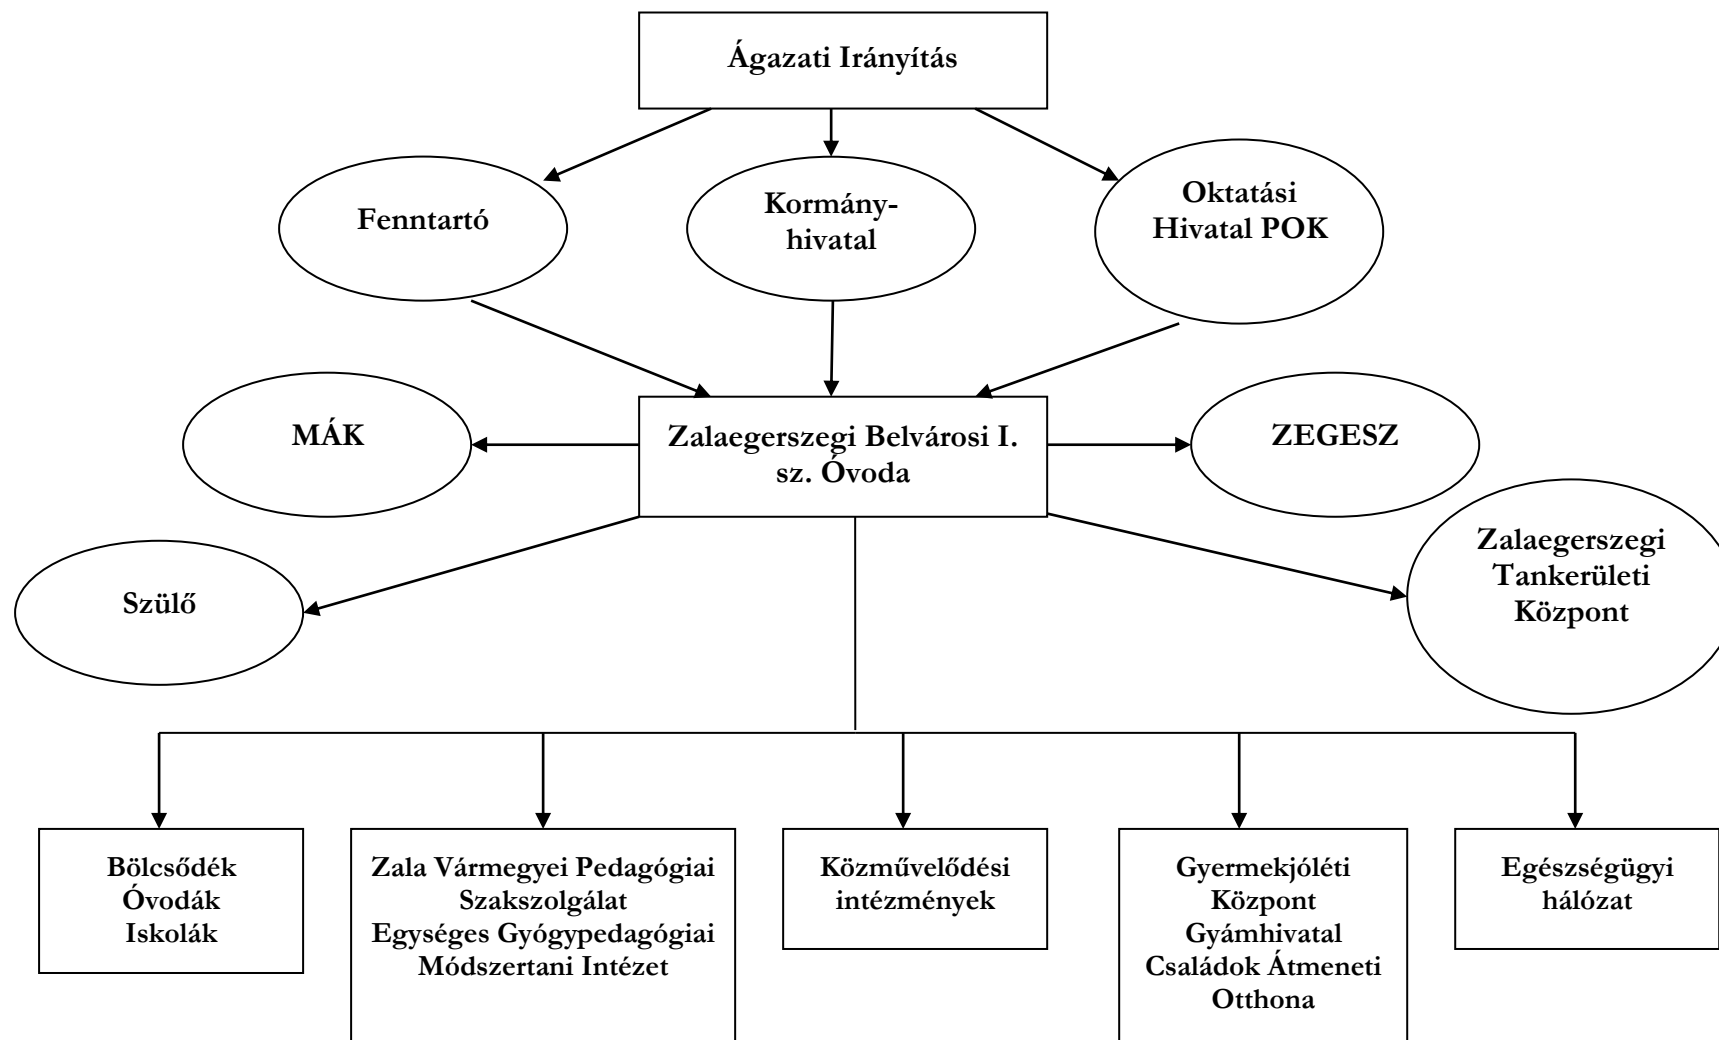 Ágazati Irányítás
Fenntartó
Kormány-
hivatal
Oktatási
Hivatal POK
MÁK
Zalaegerszegi Belvárosi I.
sz. Óvoda
ZEGESZ
Szülő
Zalaegerszegi
Tankerületi
Központ
Bölcsődék
Óvodák
Iskolák
Zala Vármegyei Pedagógiai
Szakszolgálat
Egységes Gyógypedagógiai
Módszertani Intézet
Közművelődési
intézmények
Gyermekjóléti
Központ
Gyámhivatal
Családok Átmeneti
Otthona
Egészségügyi
hálózat